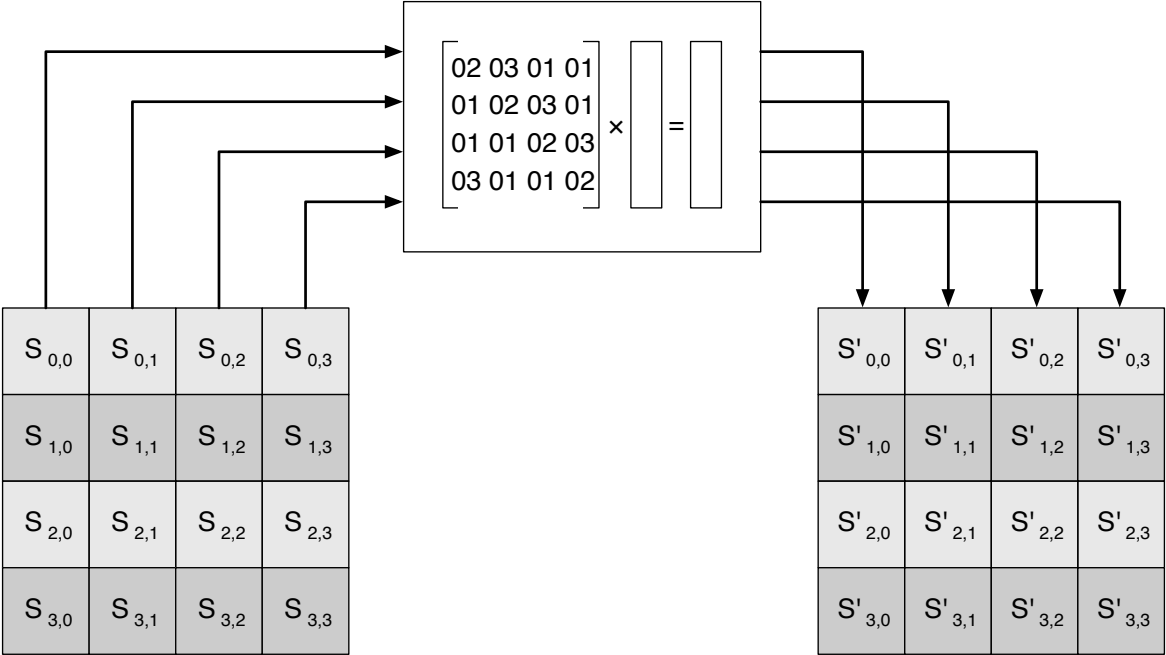 02 03 01 01
01 02 03 01
01 01 02 03
03 01 01 02
× =
S 0,0 S 0,1 S 0,2 S 0,3
S 1,0 S 1,1 S 1,2 S 1,3
S 2,0 S 2,1 S 2,2 S 2,3
S 3,0 S 3,1 S 3,2 S 3,3
S' 0,0 S' 0,1 S' 0,2 S' 0,3
S' 1,0 S' 1,1 S' 1,2 S' 1,3
S' 2,0 S' 2,1 S' 2,2 S' 2,3
S' 3,0 S' 3,1 S' 3,2 S' 3,3